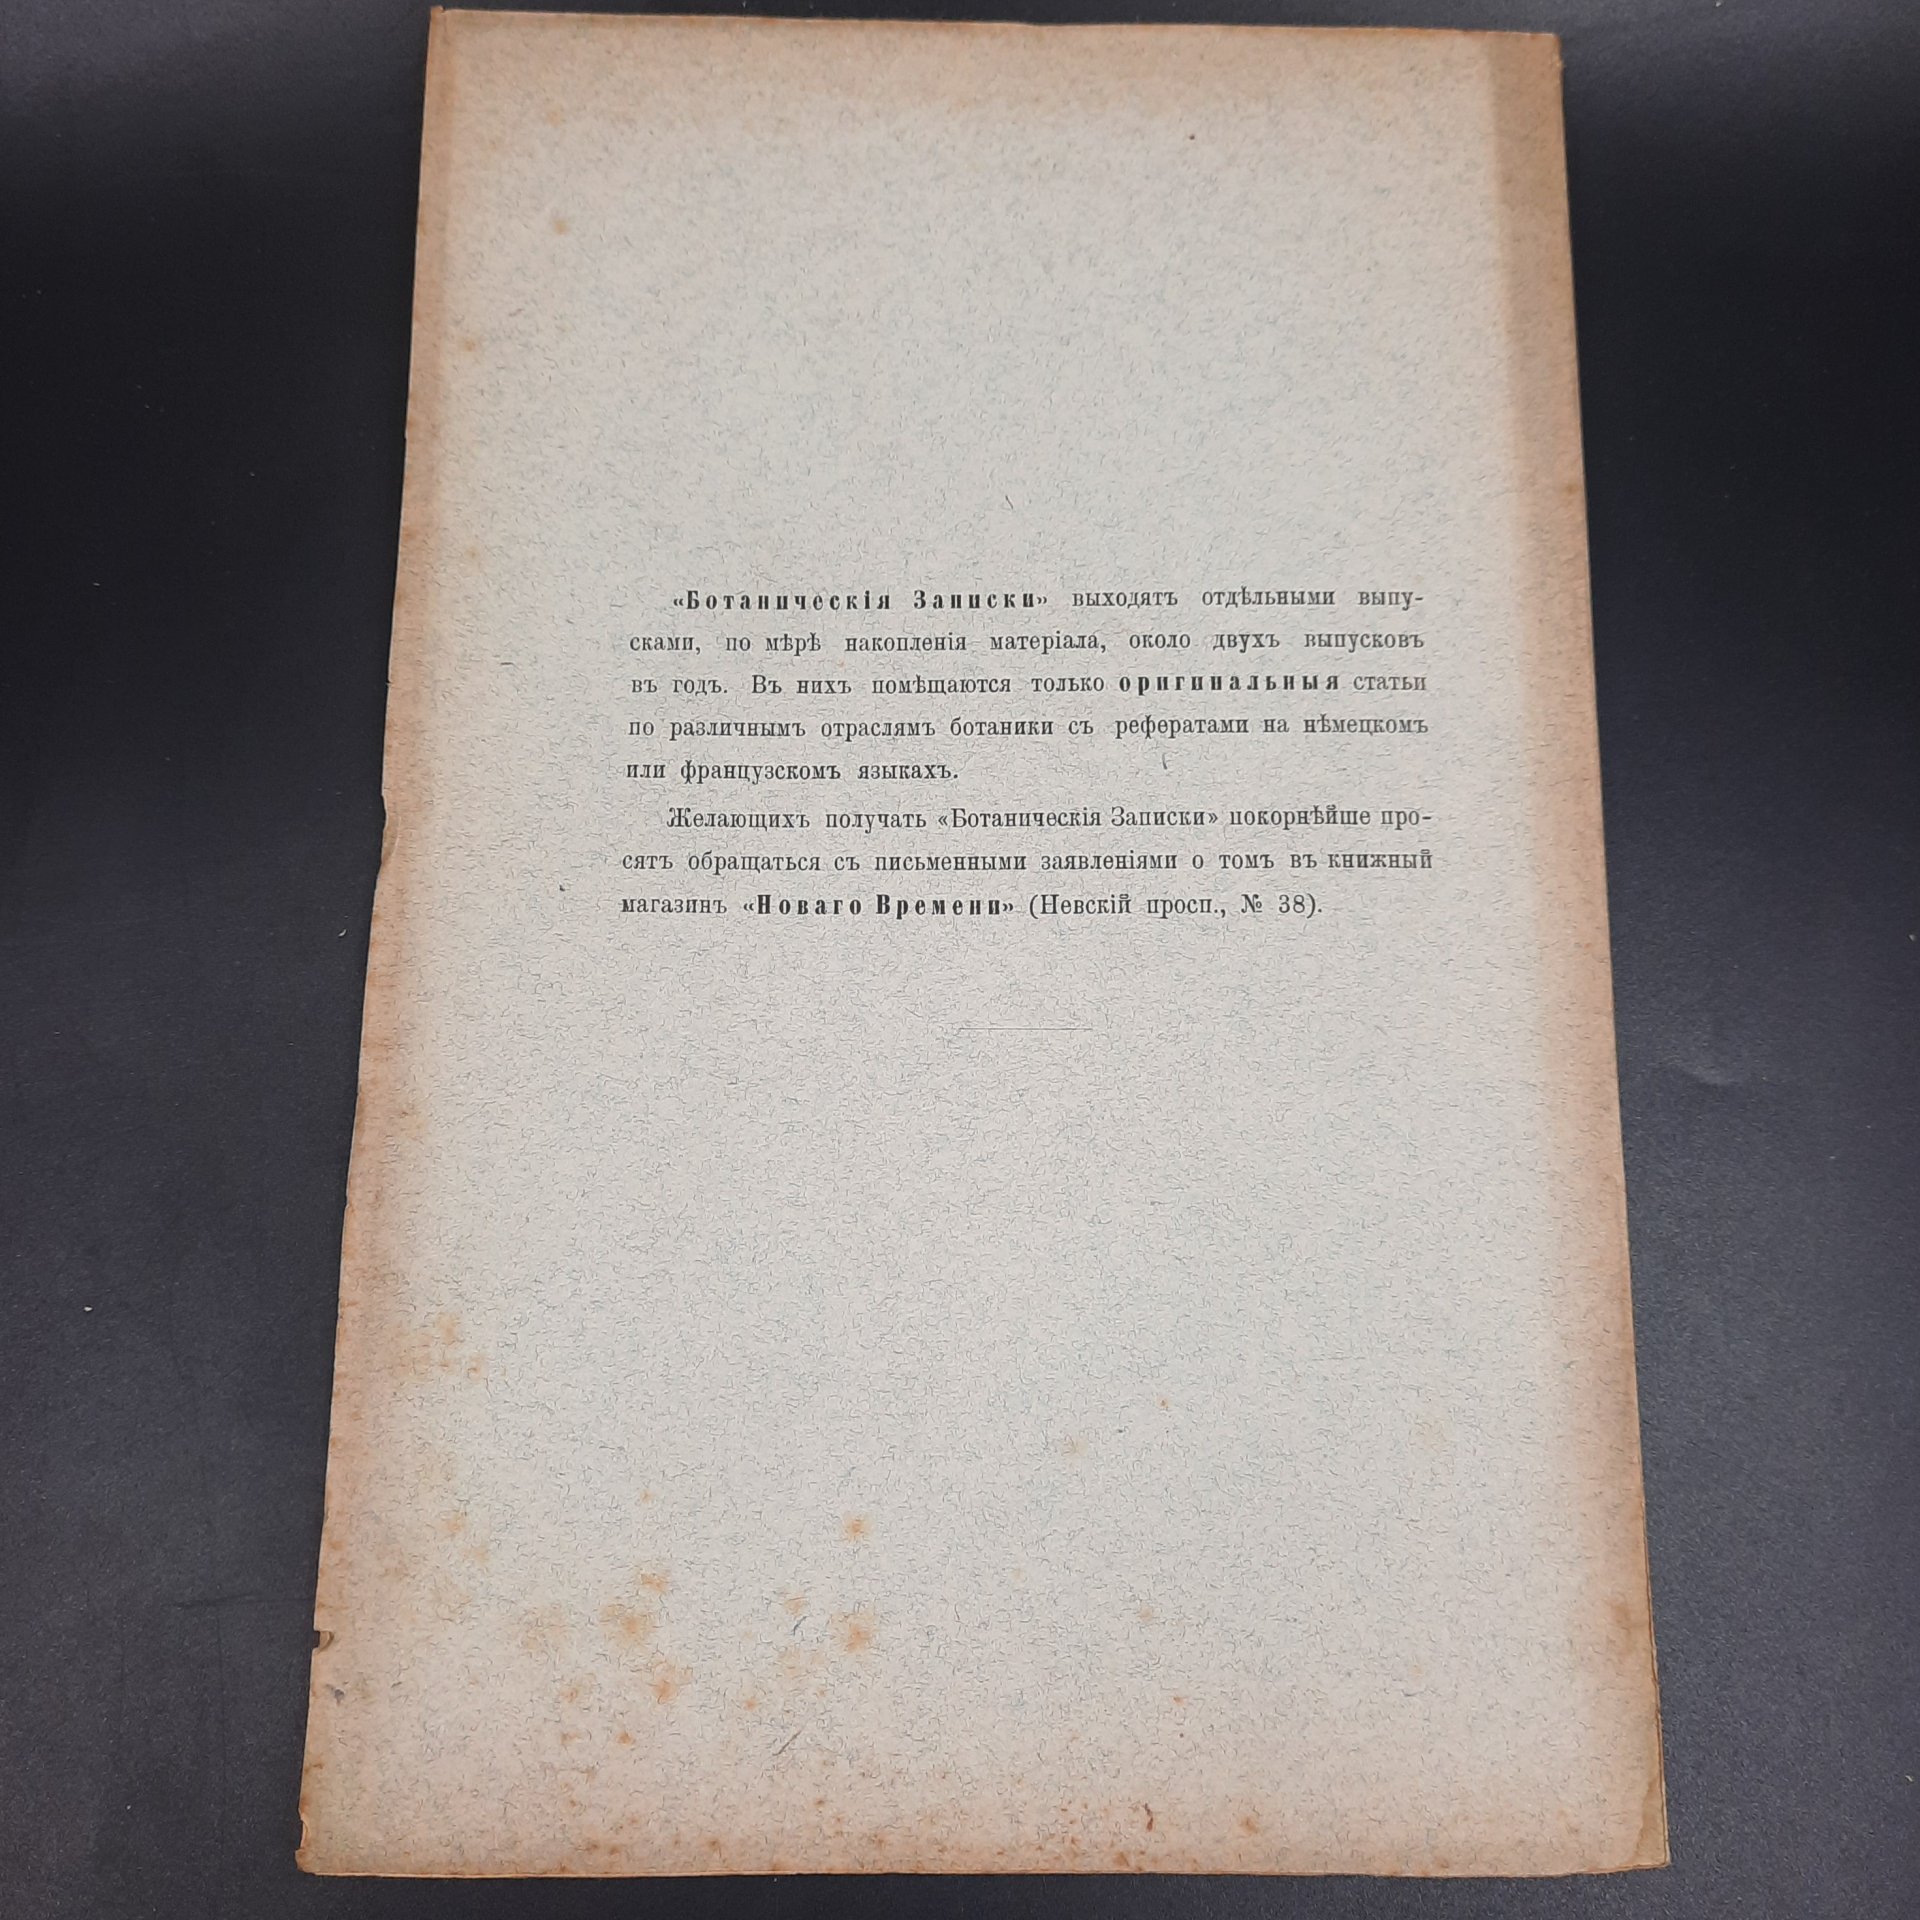 «Ботаническія Записки» выходятъ отдѣльными выпу-
сками, по мѣрѣ накопленія матеріала, около двухъ выпусковъ
въ годъ. Въ нихъ помѣщаются только оригинальныя статьи
по различнымъ отраслямъ ботаники съ рефератами на нѣмецкомъ
или французскомъ языкахъ.
Желающихъ получать «Ботаническія Записки» покорнѣйше про-
сятъ обращаться съ письменными заявленіями о томъ въ книжный
магазинъ «Новаго Времени» (Невскій просп., № 38).